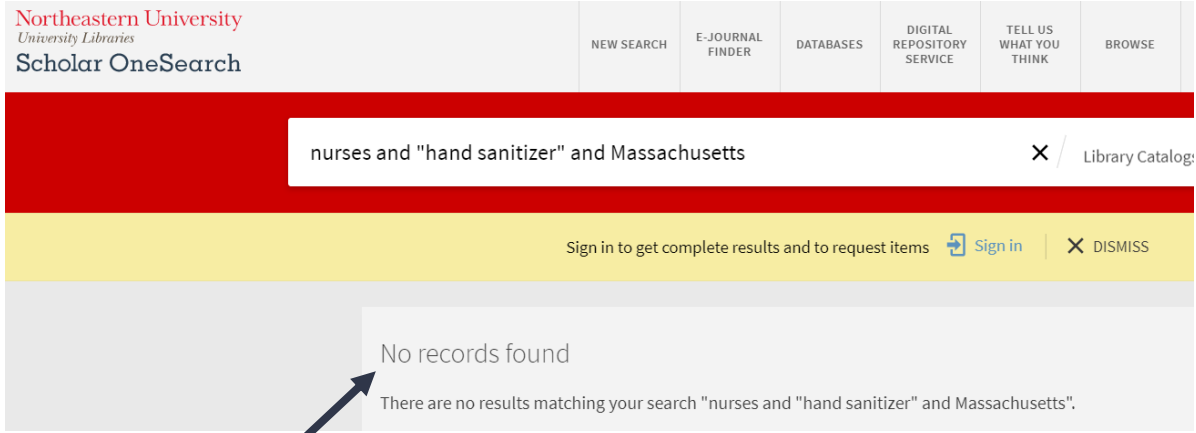 Northeastern University
University Libraries
Scholar OneSearch
NEW SEARCH
E-JOURNAL
FINDER
DATABASES
DIGITAL
REPOSITORY
SERVICE
TELL US
WHAT YOU
THINK
BROWSE
nurses and "hand sanitizer" and Massachusetts
Library Catalogs
Sign in to get complete results and to request items Sign in DISMISS
No records found
There are no results matching your search "nurses and "hand sanitizer" and Massachusetts".